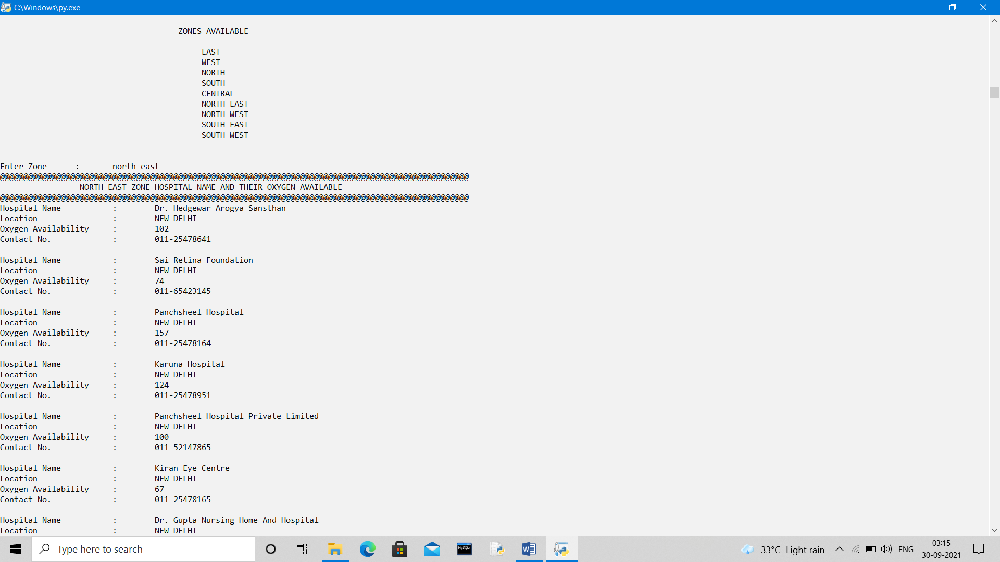 C:\Windows\py.exe
----------------------
ZONES AVAILABLE
----------------------
EAST
WEST
NORTH
SOUTH
CENTRAL
NORTH EAST
NORTH WEST
SOUTH EAST
SOUTH WEST
----------------------
Enter Zone : north east
@@@@@@@@@@@@@@@@@@@@@@@@@@@@@@@@@@@@@@@@@@@@@@@@@@@@@@@@@@@@@@@@@@@@@@@@@@@@@@@@@@@@@@@@@@@@@@@@@@@@
NORTH EAST ZONE HOSPITAL NAME AND THEIR OXYGEN AVAILABLE
@@@@@@@@@@@@@@@@@@@@@@@@@@@@@@@@@@@@@@@@@@@@@@@@@@@@@@@@@@@@@@@@@@@@@@@@@@@@@@@@@@@@@@@@@@@@@@@@@@@@
Hospital Name : Dr. Hedgewar Arogya Sansthan
Location : NEW DELHI
Oxygen Availability : 102
Contact No. : 011-25478641
----------------------------------------------------------------------------------------------------
Hospital Name : Sai Retina Foundation
Location : NEW DELHI
Oxygen Availability : 74
Contact No. : 011-65423145
----------------------------------------------------------------------------------------------------
Hospital Name : Panchsheel Hospital
Location : NEW DELHI
Oxygen Availability : 157
Contact No. : 011-25478164
----------------------------------------------------------------------------------------------------
Hospital Name : Karuna Hospital
Location : NEW DELHI
Oxygen Availability : 124
Contact No. : 011-25478951
----------------------------------------------------------------------------------------------------
Hospital Name : Panchsheel Hospital Private Limited
Location : NEW DELHI
Oxygen Availability : 100
Contact No. : 011-52147865
----------------------------------------------------------------------------------------------------
Hospital Name : Kiran Eye Centre
Location : NEW DELHI
Oxygen Availability : 67
Contact No. : 011-25478165
----------------------------------------------------------------------------------------------------
Hospital Name : Dr. Gupta Nursing Home And Hospital
Location : NEW DELHI
Type here to search
MySQL
W
33°C Light rain
ENG
03:15
30-09-2021